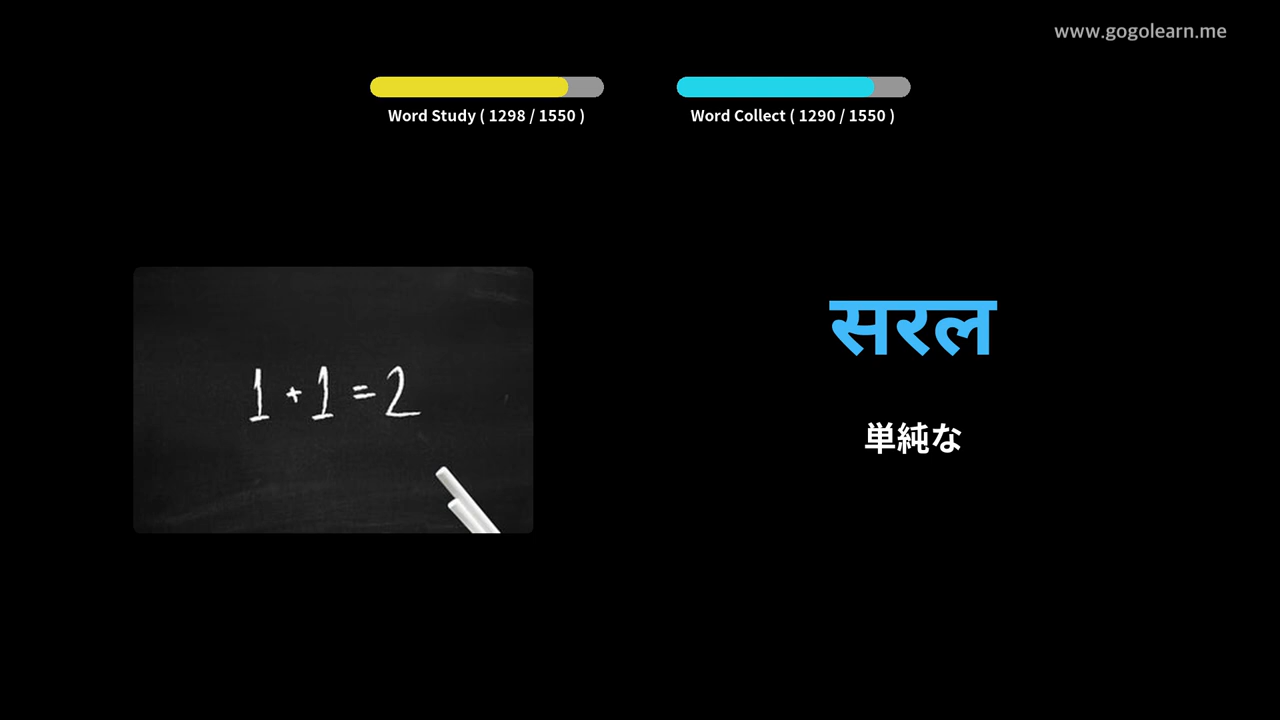 www.gogolearn.me
Word Study ( 1298 / 1550 )
Word Collect ( 1290 / 1550 )
1 + 1 = 2
सरल
単純な